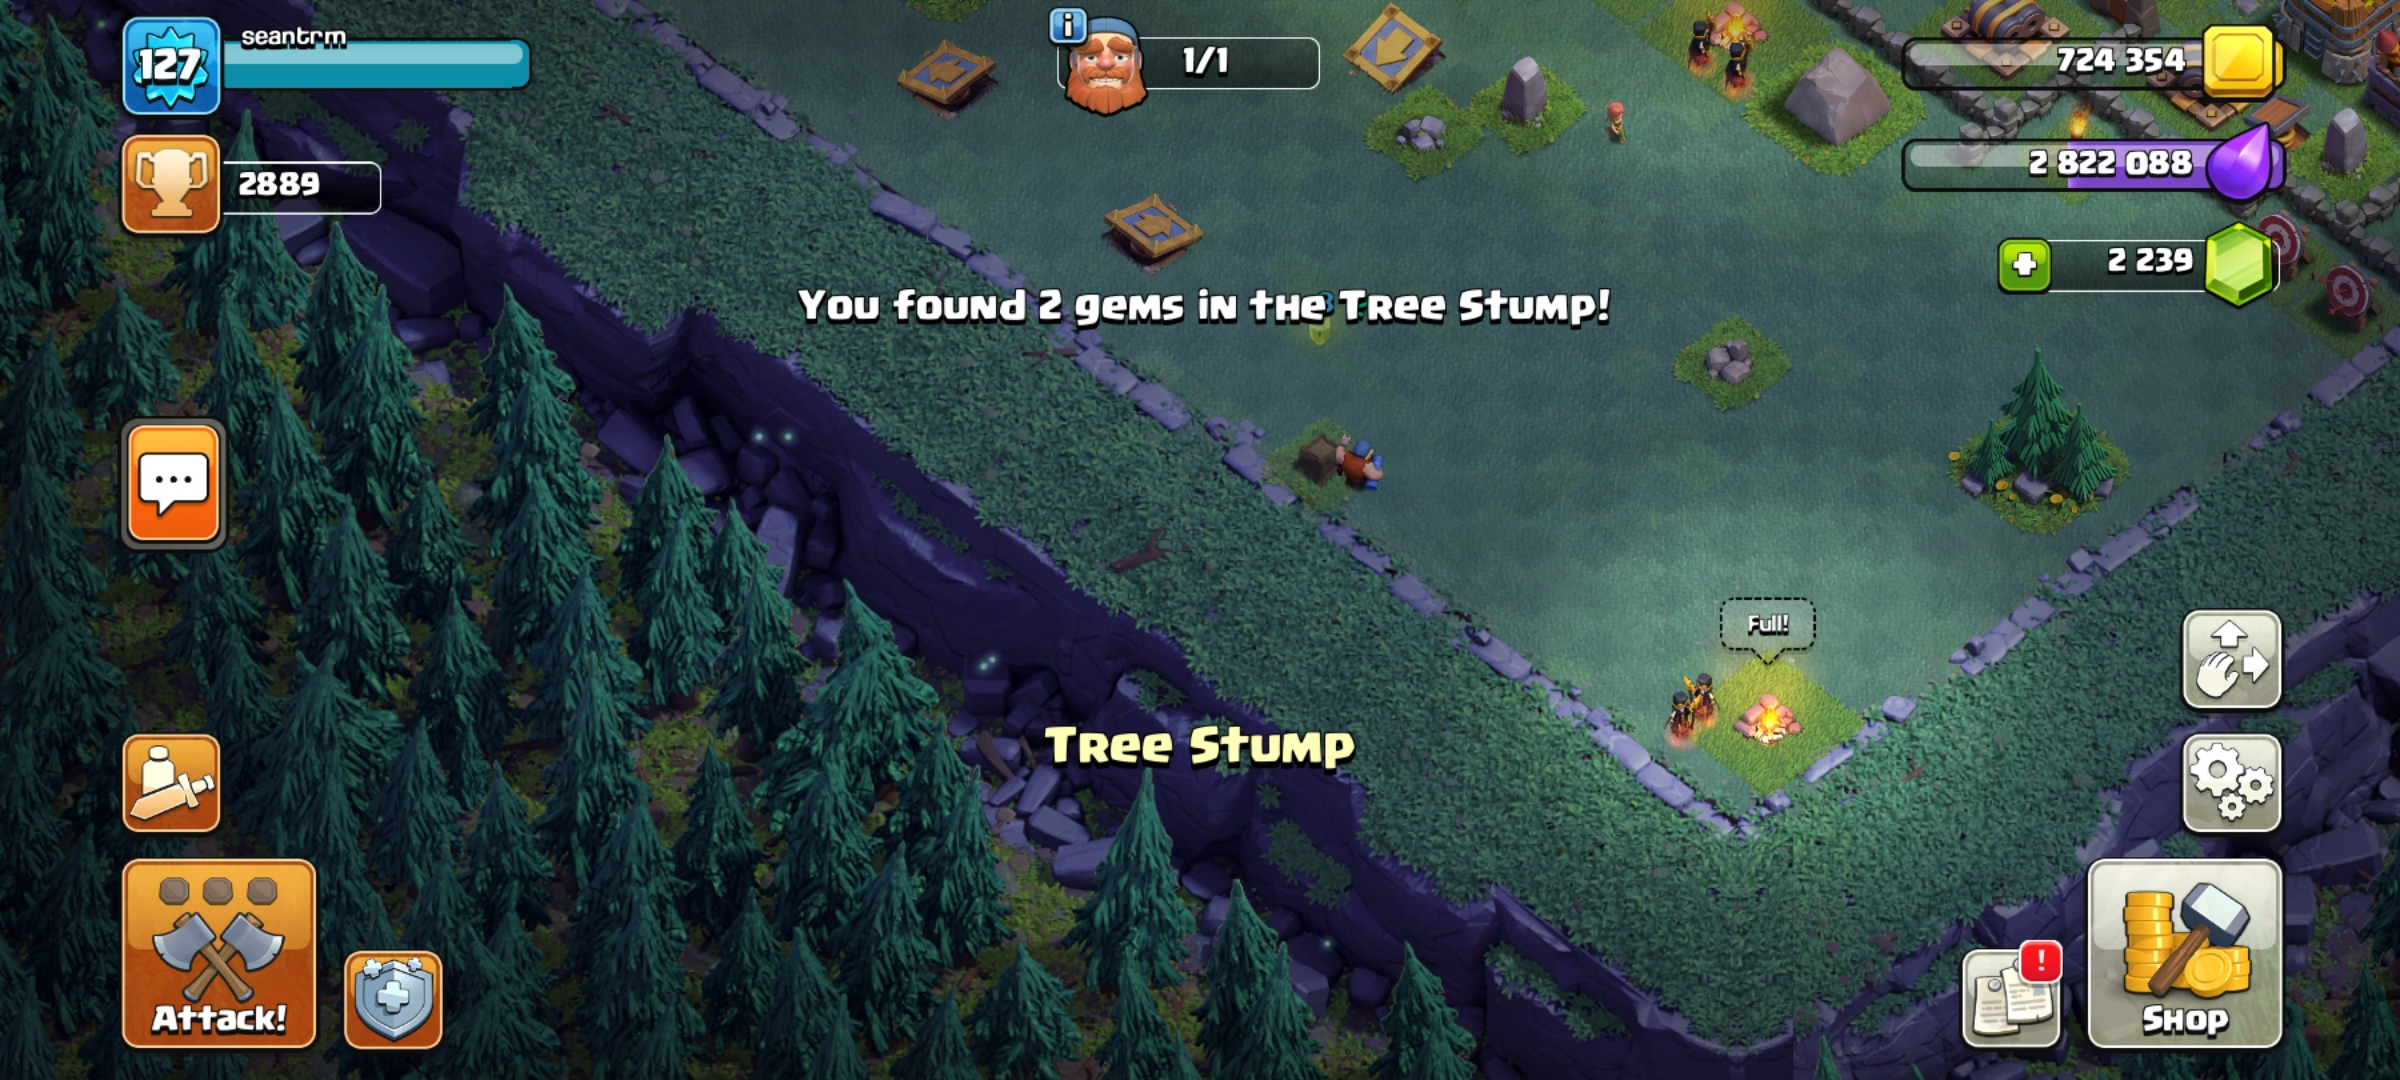 127
seantrm
i
1/1
724 354
2889
2 822 088
2 239
You found 2 gems in the Tree Stump!
Full!
Tree Stump
!
Attack!
Shop